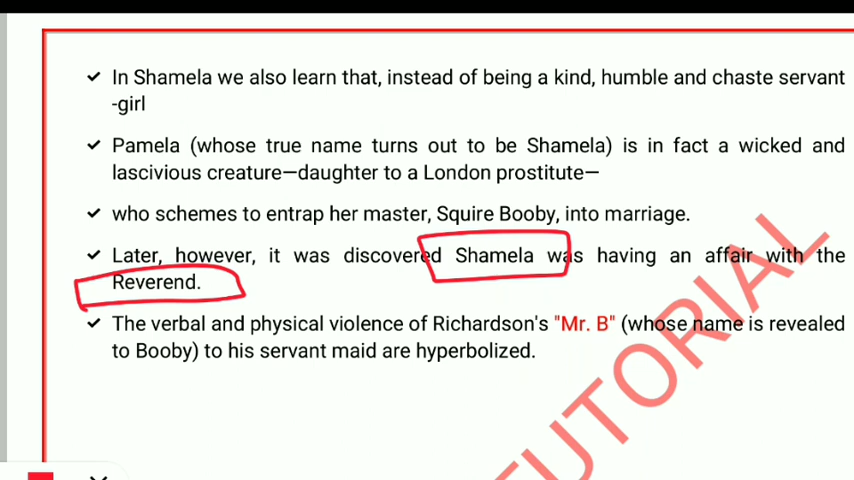 ✓ In Shamela we also learn that, instead of being a kind, humble and chaste servant
-girl
✓ Pamela (whose true name turns out to be Shamela) is in fact a wicked and
lascivious creature—daughter to a London prostitute—
✓ who schemes to entrap her master, Squire Booby, into marriage.
✓ Later, however, it was discovered Shamela was having an affair with the
Reverend.
✓ The verbal and physical violence of Richardson's "Mr. B" (whose name is revealed
to Booby) to his servant maid are hyperbolized.
TUTORIAL